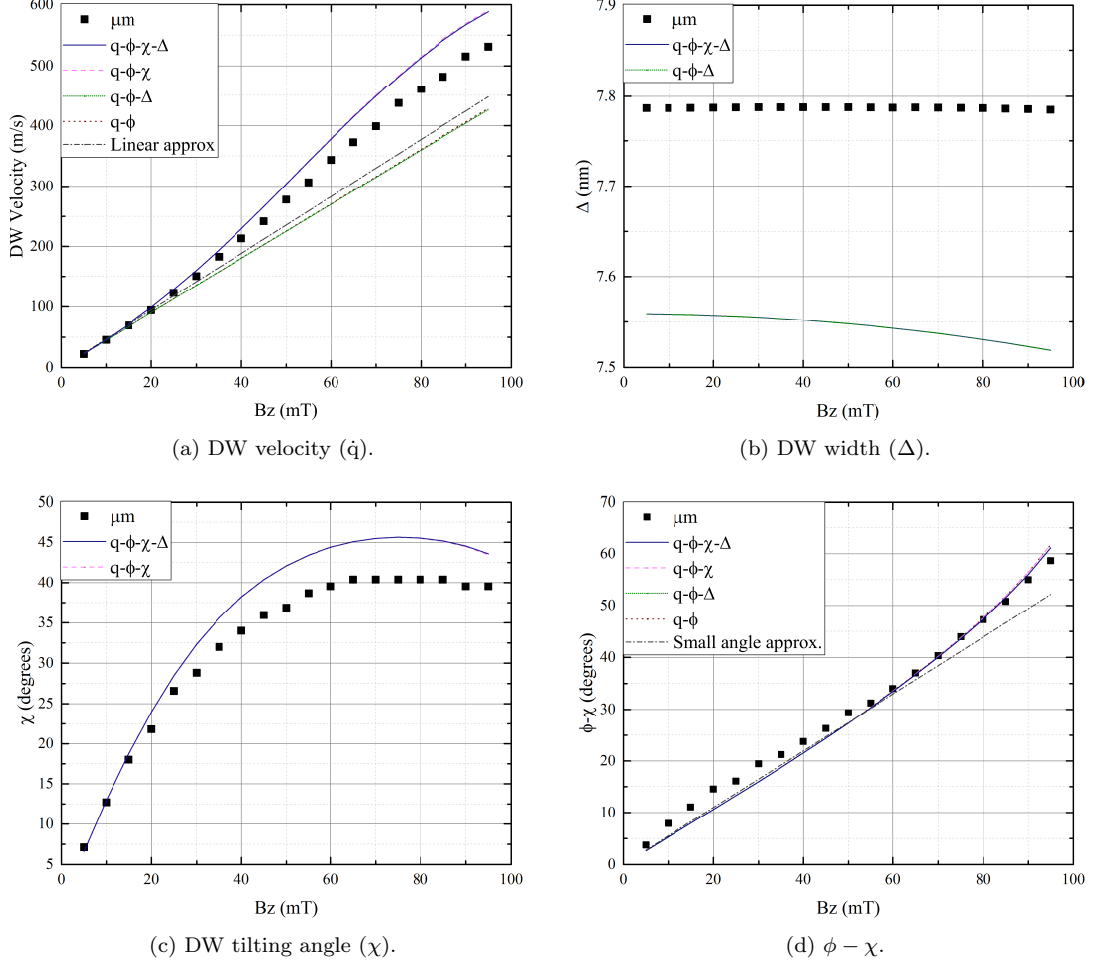 600
500
400
300
200
100
0
DW Velocity (m/s)
μm
q-ϕ-χ-Δ
q-ϕ-χ
q-ϕ-Δ
q-ϕ
Linear approx
0 20 40 60 80 100
Bz (mT)
(a) DW velocity (q̇).
7.9
7.8
7.7
7.6
7.5
Δ (nm)
μm
q-ϕ-χ-Δ
q-ϕ-Δ
0 20 40 60 80 100
Bz (mT)
(b) DW width (Δ).
50
45
40
35
30
25
20
15
10
5
χ (degrees)
μm
q-ϕ-χ-Δ
q-ϕ-χ
0 20 40 60 80 100
Bz (mT)
(c) DW tilting angle (χ).
70
60
50
40
30
20
10
0
ϕ-χ (degrees)
μm
q-ϕ-χ-Δ
q-ϕ-χ
q-ϕ-Δ
q-ϕ
Small angle approx.
0 20 40 60 80 100
Bz (mT)
(d) ϕ − χ.